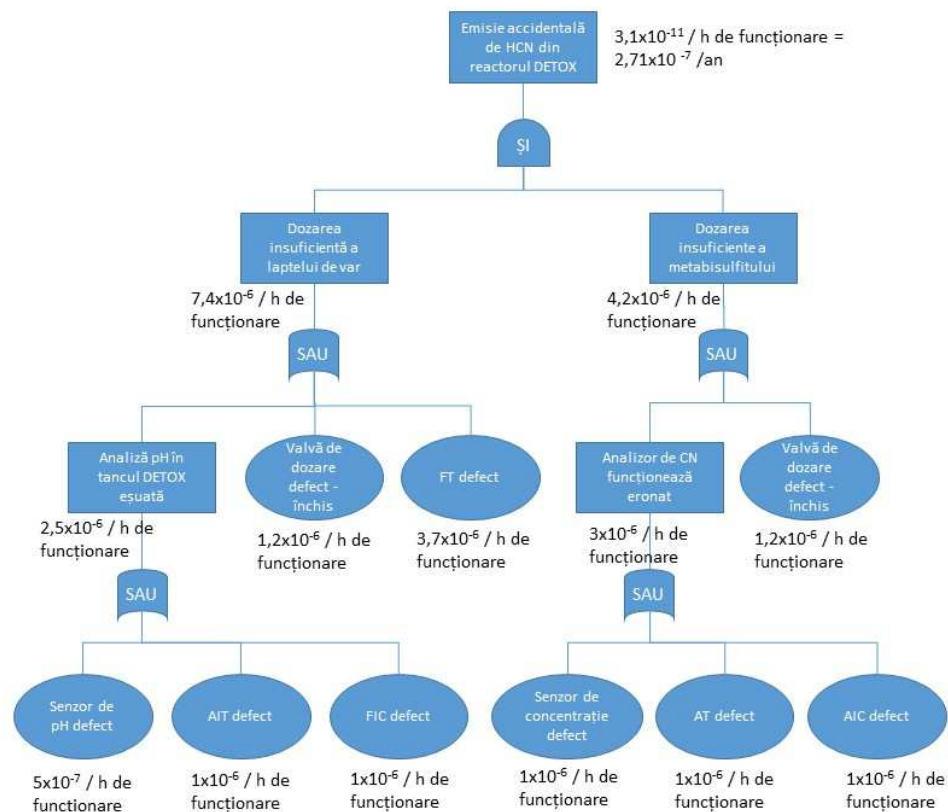 Emisie accidentală
de HCN din
reactorul DETOX
3,1x10⁻¹¹ / h de funcționare =
2,71x10 ⁻⁷ /an
ȘI
Dozarea
insuficientă a
laptelui de var
7,4x10⁻⁶ / h de
funcționare
Dozarea
insuficiente a
metabisulfitului
4,2x10⁻⁶ / h de
funcționare
SAU
SAU
Analiză pH în
tancul DETOX
eșuată
2,5x10⁻⁶ / h de
funcționare
Valvă de
dozare
defect -
închis
1,2x10⁻⁶ / h de
funcționare
FT defect
3,7x10⁻⁶ / h de
funcționare
Analizor de CN
funcționează
eronat
3x10⁻⁶ / h de
funcționare
Valvă de
dozare
defect -
închis
1,2x10⁻⁶ / h de
funcționare
SAU
SAU
Senzor de
pH defect
5x10⁻⁷ / h de
funcționare
AIT defect
1x10⁻⁶ / h de
funcționare
FIC defect
1x10⁻⁶ / h de
funcționare
Senzor de
concentrație
defect
1x10⁻⁶ / h de
funcționare
AT defect
1x10⁻⁶ / h de
funcționare
AIC defect
1x10⁻⁶ / h de
funcționare